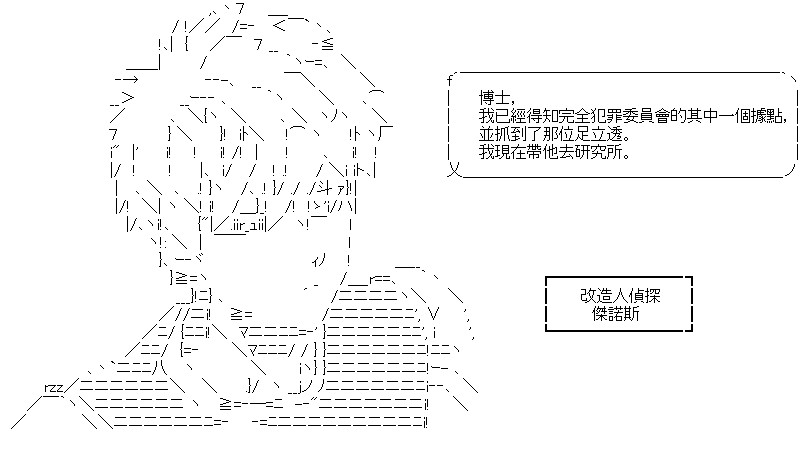 博士，
我已經得知完全犯罪委員會的其中一個據點，
並抓到了那位足立透。
我現在帶他去研究所。
改造人偵探
傑諾斯